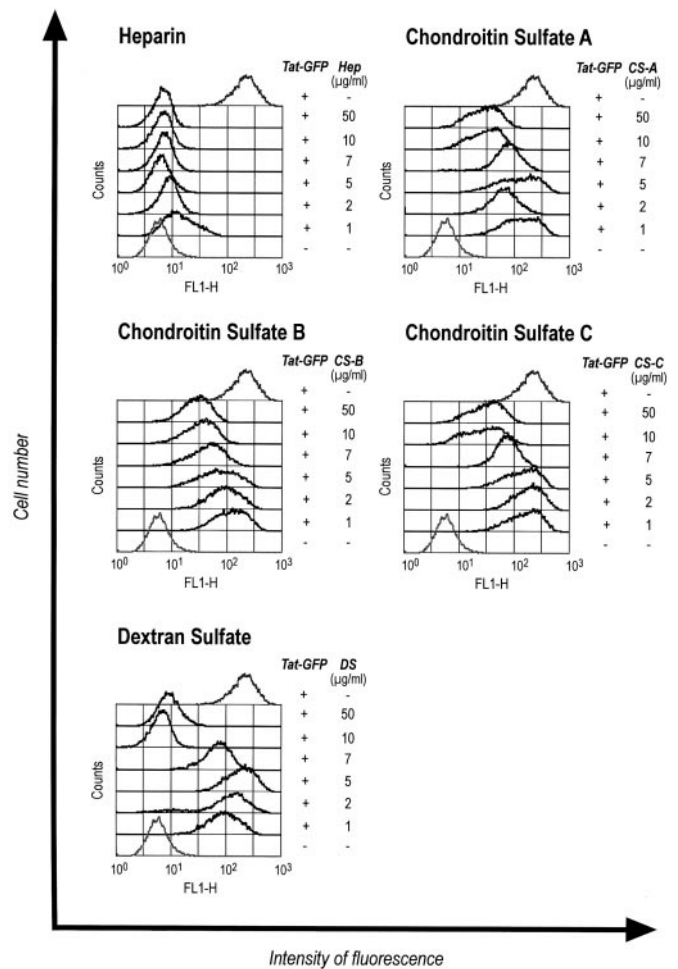 Heparin
Tat-GFP Hep
(µg/ml)
+ -
+ 50
+ 10
+ 7
+ 5
+ 2
+ 1
- -
Counts
10⁰ 10¹ 10² 10³
FL1-H
Chondroitin Sulfate A
Tat-GFP CS-A
(µg/ml)
+ -
+ 50
+ 10
+ 7
+ 5
+ 2
+ 1
- -
Counts
10⁰ 10¹ 10² 10³
FL1-H
Chondroitin Sulfate B
Tat-GFP CS-B
(µg/ml)
+ -
+ 50
+ 10
+ 7
+ 5
+ 2
+ 1
- -
Counts
10⁰ 10¹ 10² 10³
FL1-H
Chondroitin Sulfate C
Tat-GFP CS-C
(µg/ml)
+ -
+ 50
+ 10
+ 7
+ 5
+ 2
+ 1
- -
Counts
10⁰ 10¹ 10² 10³
FL1-H
Dextran Sulfate
Tat-GFP DS
(µg/ml)
+ -
+ 50
+ 10
+ 7
+ 5
+ 2
+ 1
- -
Counts
10⁰ 10¹ 10² 10³
FL1-H
Cell number
Intensity of fluorescence